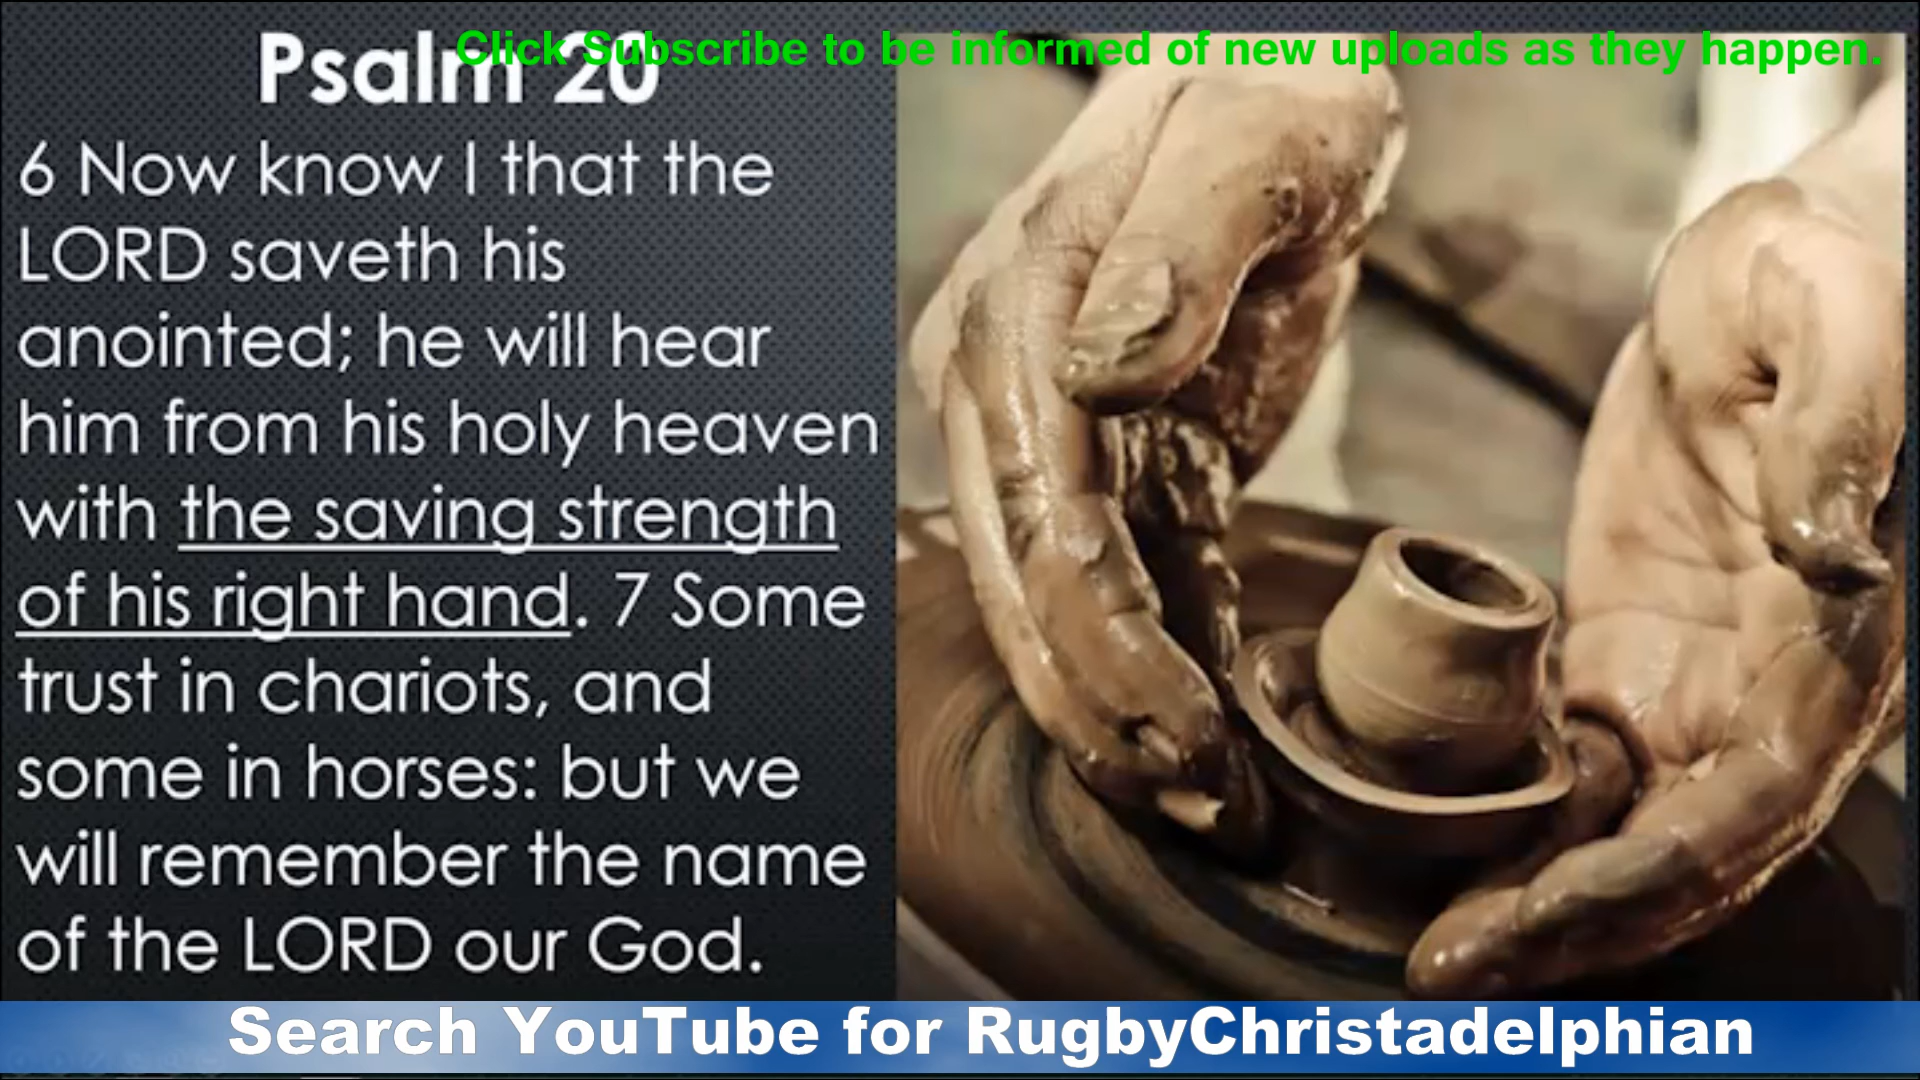 Psalm 20
Click Subscribe to be informed of new uploads as they happen.
6 Now know I that the
LORD saveth his
anointed; he will hear
him from his holy heaven
with the saving strength
of his right hand. 7 Some
trust in chariots, and
some in horses: but we
will remember the name
of the LORD our God.
Search YouTube for RugbyChristadelphian